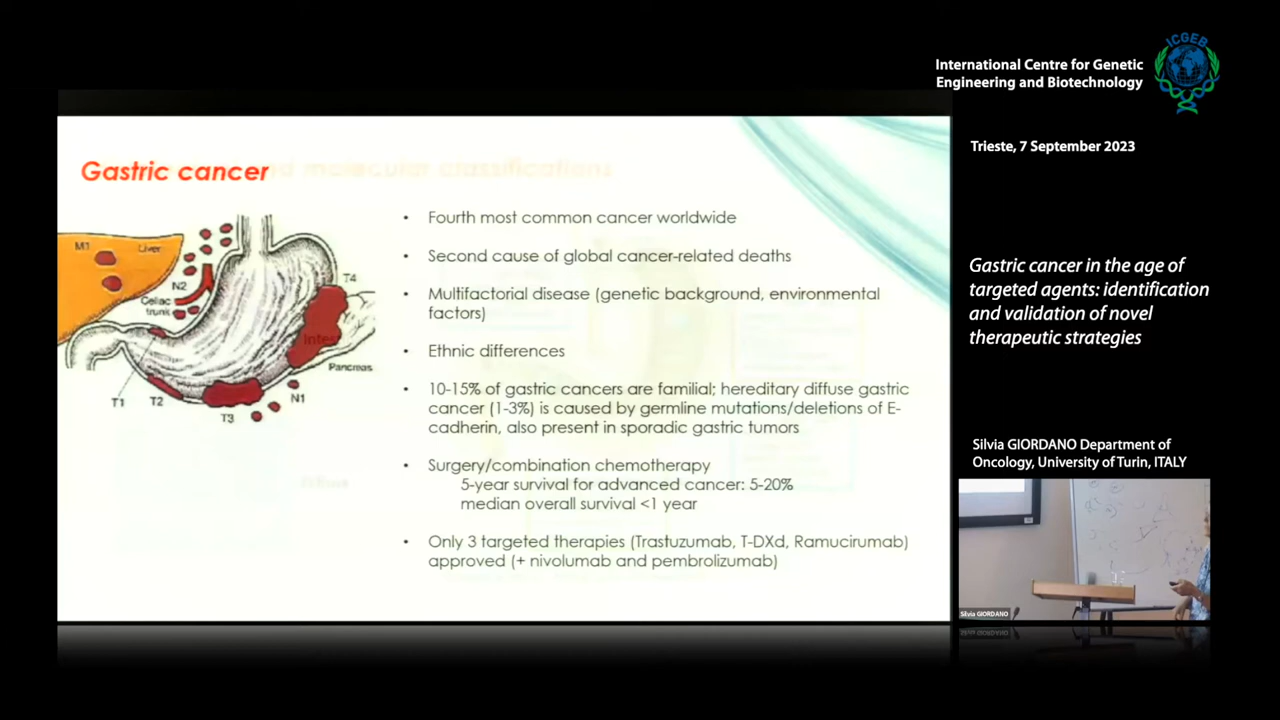 ICGEB
International Centre for Genetic
Engineering and Biotechnology
Trieste, 7 September 2023
Gastric cancer in the age of
targeted agents: identification
and validation of novel
therapeutic strategies
Silvia GIORDANO Department of
Oncology, University of Turin, ITALY
Silvia GIORDANO
Gastric cancer
molecular classifications
M1
Liver
N2
Celiac
trunk
T4
Pancreas
T1
T2
T3
N1
• Fourth most common cancer worldwide
• Second cause of global cancer-related deaths
• Multifactorial disease (genetic background, environmental
factors)
• Ethnic differences
• 10-15% of gastric cancers are familial; hereditary diffuse gastric
cancer (1-3%) is caused by germline mutations/deletions of E-
cadherin, also present in sporadic gastric tumors
• Surgery/combination chemotherapy
5-year survival for advanced cancer: 5-20%
median overall survival <1 year
• Only 3 targeted therapies (Trastuzumab, T-DXd, Ramucirumab)
approved (+ nivolumab and pembrolizumab)